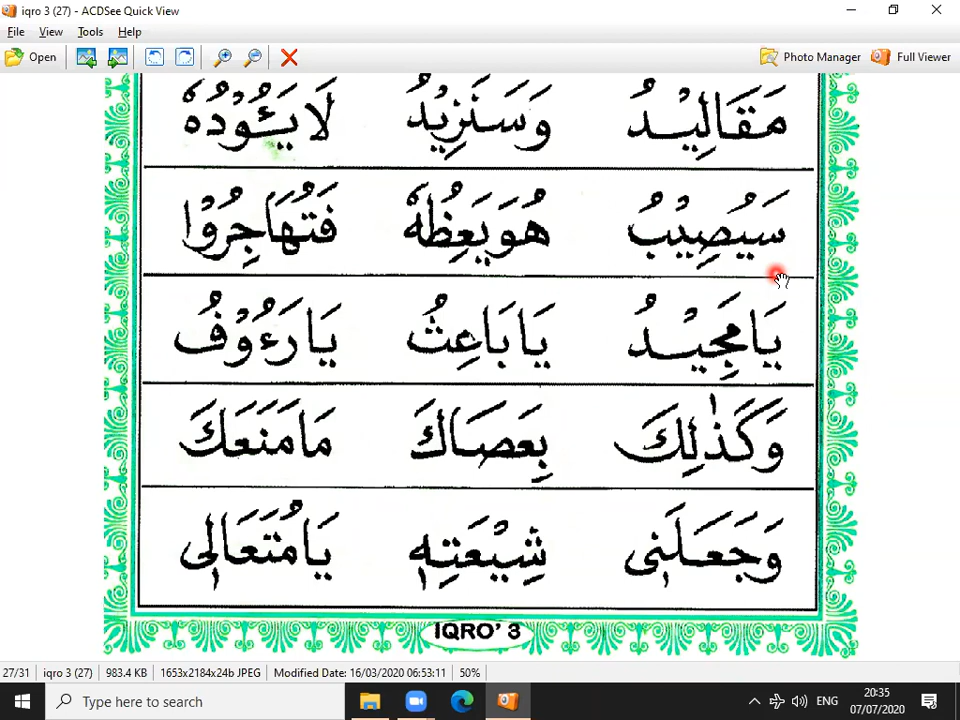 iqro 3 (27) - ACDSee Quick View
File View Tools Help
Open Photo Manager Full Viewer
مَقَالِيْدُ وَسَنَزِيْدُ لَايَـُٔوْدُهٗ
سَيُصِيْبُ هُوَيَعِظُهٗ فَتُهَاجِرُوْا
يَامَجِيْدُ يَابَاعِثُ يَارَءُوْفُ
وَكَذٰلِكَ بِعَصَاكَ مَامَنَعَكَ
وَجَعَلَنٖى شِيْعَتِهٖ يَامُتَعَالٖى
IQRO' 3
27/31 iqro 3 (27) 983.4 KB 1653x2184x24b JPEG Modified Date: 16/03/2020 06:53:11 50%
Type here to search ENG 20:35
07/07/2020